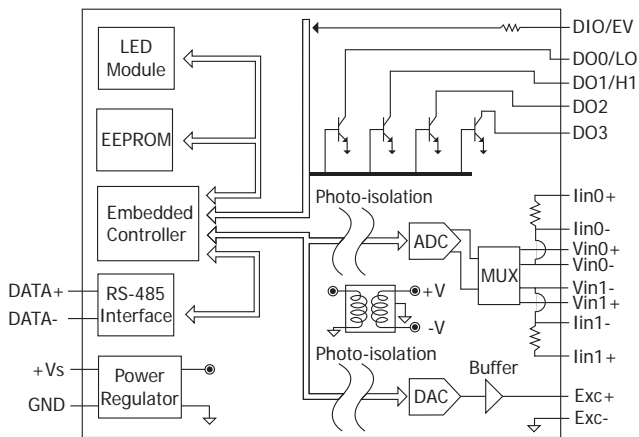 LED
Module
EEPROM
Embedded
Controller
RS-485
Interface
DATA+
DATA-
Power
Regulator
+Vs
GND
DIO/EV
DO0/LO
DO1/H1
DO2
DO3
Photo-isolation
ADC
MUX
Iin0+
Iin0-
Vin0+
Vin0-
Vin1-
Vin1+
Iin1-
Iin1+
+V
-V
Photo-isolation
DAC
Buffer
Exc+
Exc-